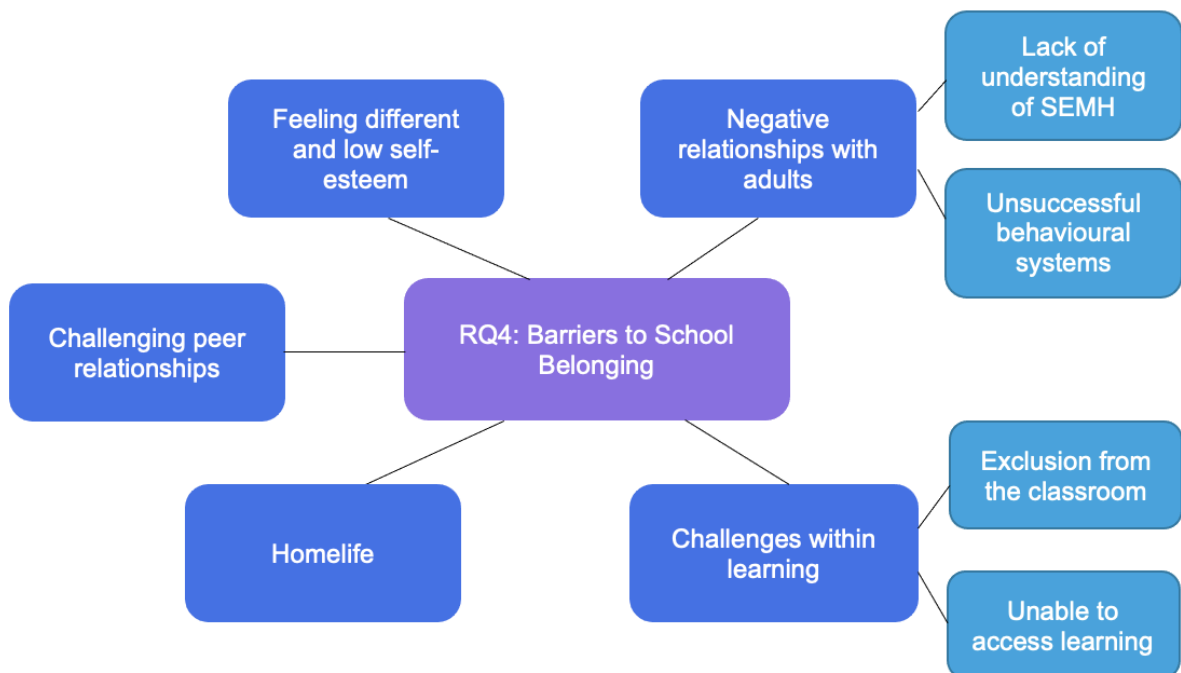 Feeling different
and low self-
esteem
Negative
relationships with
adults
Lack of
understanding
of SEMH
Unsuccessful
behavioural
systems
Challenging peer
relationships
RQ4: Barriers to School
Belonging
Homelife
Challenges within
learning
Exclusion from
the classroom
Unable to
access learning